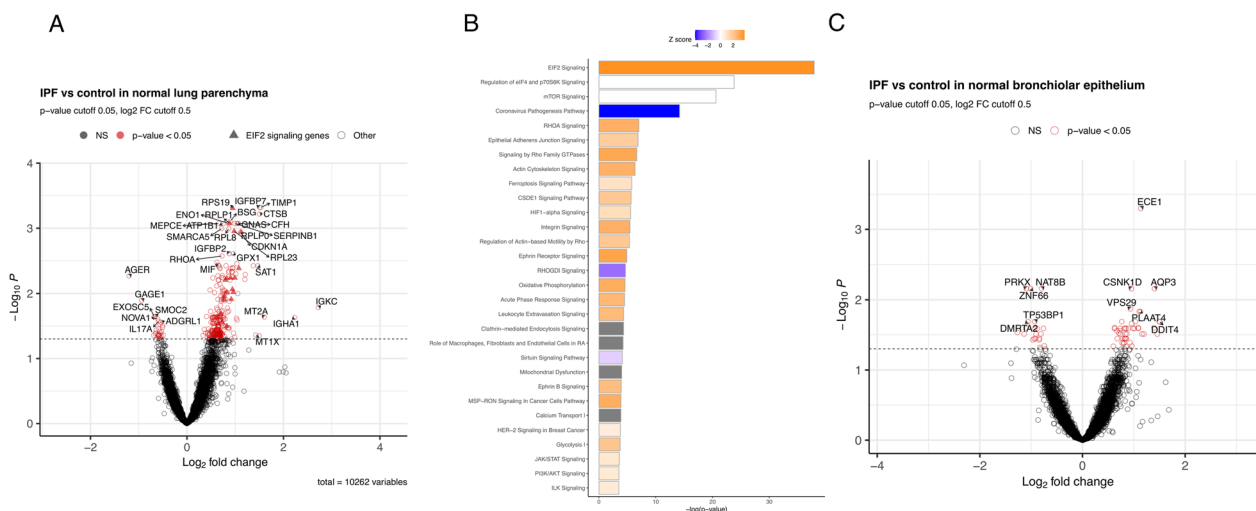 A
IPF vs control in normal lung parenchyma
p-value cutoff 0.05, log2 FC cutoff 0.5
NS p-value < 0.05 EIF2 signaling genes Other
4
3
2
1
0
− Log10 P
RPS19 IGFBP7 TIMP1
ENO1 RPLP1 BSG CTSB
MEPCE ATP1B1 GNAS CFH
SMARCA5 RPL8 RPLP0 SERPINB1
CDKN1A
IGFBP2 RPL23
RHOA GPX1
MIF SAT1
AGER
GAGE1
EXOSC5 SMOC2
NOVA1 ADGRL1
IL17A
MT2A IGKC
IGHA1
MT1X
−2 0 2 4
Log2 fold change
total = 10262 variables
B
Z score
−4 −2 0 2
EIF2 Signaling
Regulation of eIF4 and p70S6K Signaling
mTOR Signaling
Coronavirus Pathogenesis Pathway
RHOA Signaling
Epithelial Adherens Junction Signaling
Signaling by Rho Family GTPases
Actin Cytoskeleton Signaling
Ferroptosis Signaling Pathway
CSDE1 Signaling Pathway
HIF1−alpha Signaling
Integrin Signaling
Regulation of Actin−based Motility by Rho
Ephrin Receptor Signaling
RHOGDI Signaling
Oxidative Phosphorylation
Acute Phase Response Signaling
Leukocyte Extravasation Signaling
Clathrin−mediated Endocytosis Signaling
Role of Macrophages, Fibroblasts and Endothelial Cells in RA
Sirtuin Signaling Pathway
Mitochondrial Dysfunction
Ephrin B Signaling
MSP−RON Signaling In Cancer Cells Pathway
Calcium Transport I
HER−2 Signaling in Breast Cancer
Glycolysis I
JAK/STAT Signaling
PI3K/AKT Signaling
ILK Signaling
0 10 20 30
−log(p−value)
C
IPF vs control in normal bronchiolar epithelium
p-value cutoff 0.05, log2 FC cutoff 0.5
NS p-value < 0.05
3
2
1
0
− Log10 P
ECE1
PRKX NAT8B CSNK1D AQP3
ZNF66
VPS29
TP53BP1 PLAAT4
DMRTA2 DDIT4
−4 −2 0 2
Log2 fold change